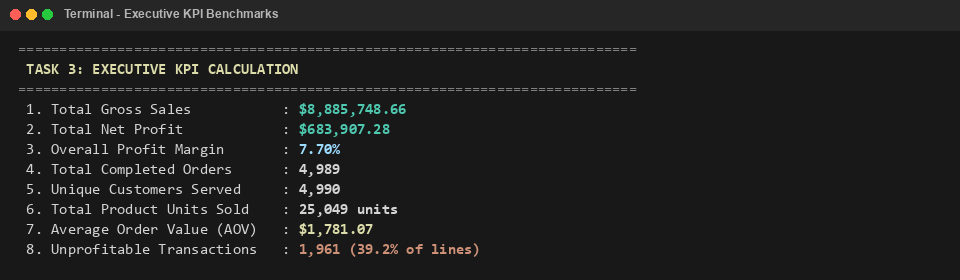 Terminal - Executive KPI Benchmarks
===========================================================================
TASK 3: EXECUTIVE KPI CALCULATION
===========================================================================
1. Total Gross Sales : $8,885,748.66
2. Total Net Profit : $683,907.28
3. Overall Profit Margin : 7.70%
4. Total Completed Orders : 4,989
5. Unique Customers Served : 4,990
6. Total Product Units Sold : 25,049 units
7. Average Order Value (AOV) : $1,781.07
8. Unprofitable Transactions : 1,961 (39.2% of lines)